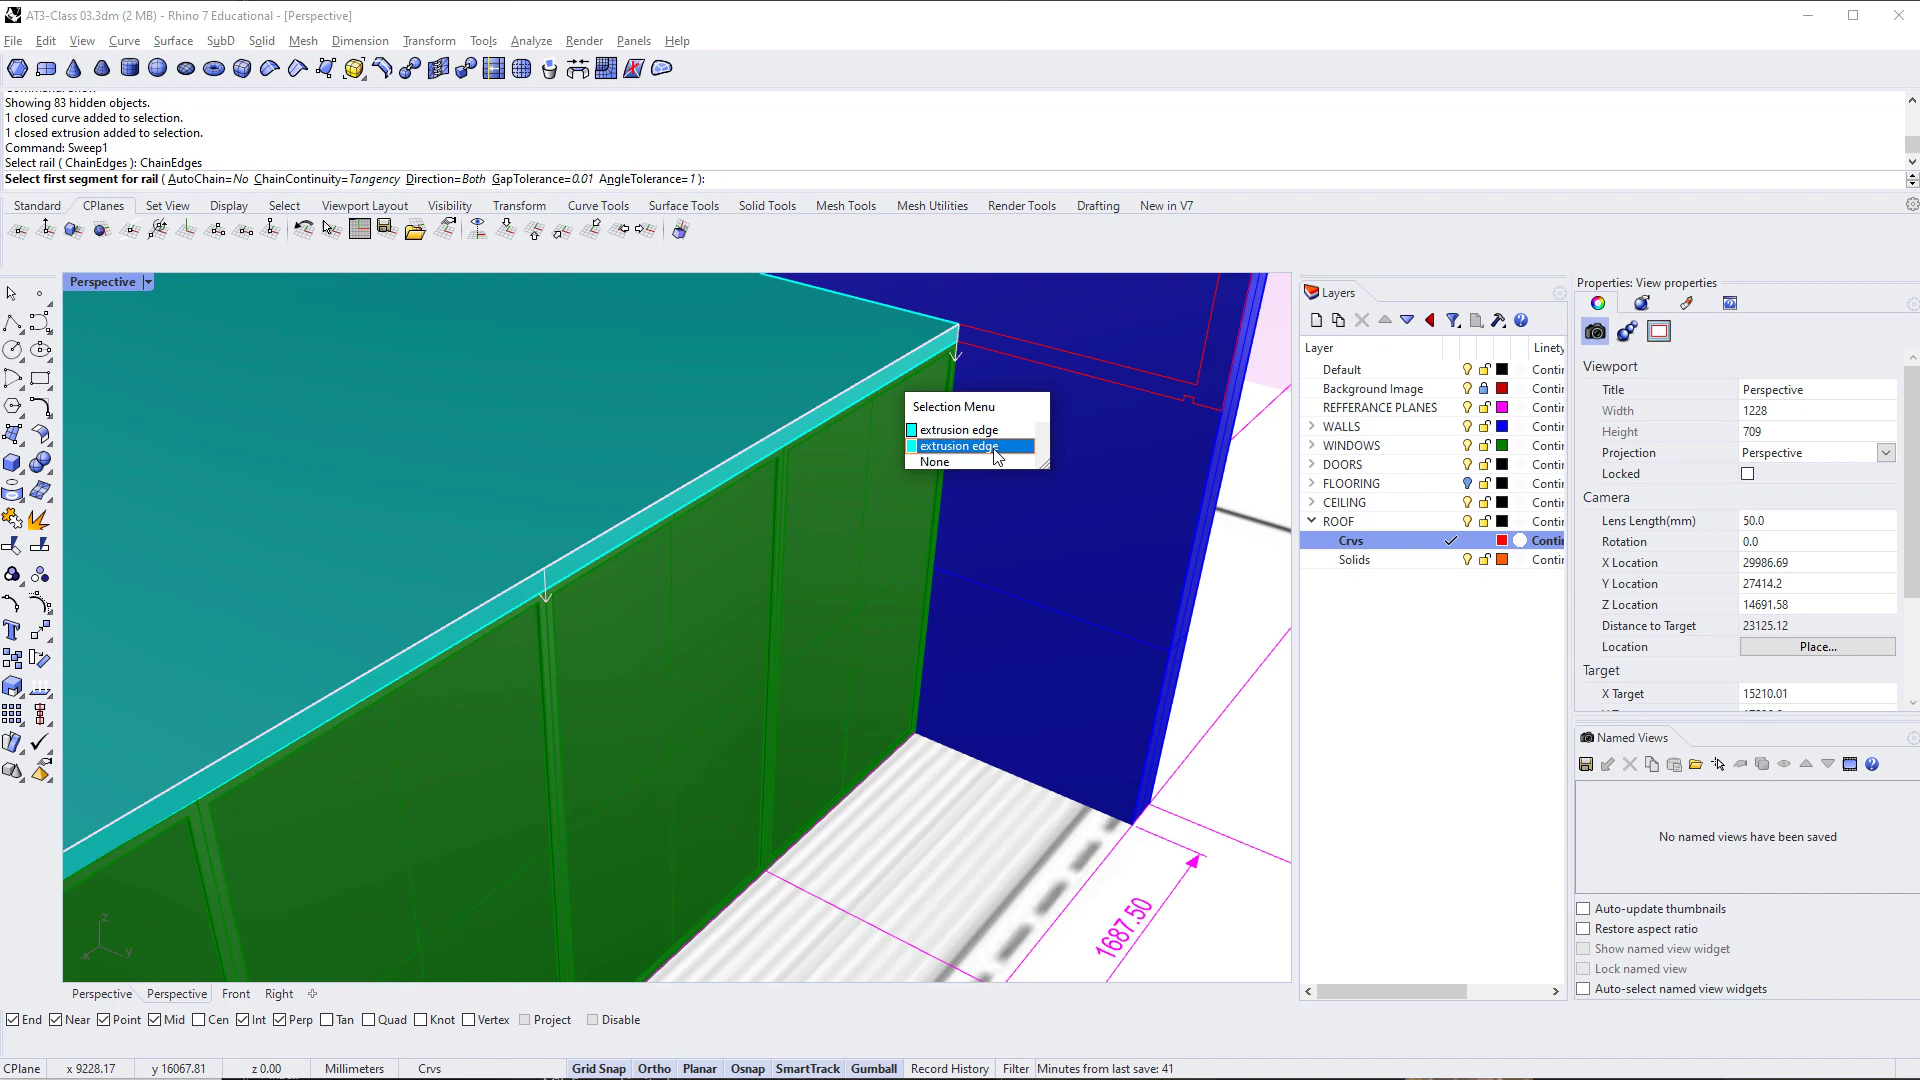 AT3-Class 03.3dm (2 MB) - Rhino 7 Educational - [Perspective]
File Edit View Curve Surface SubD Solid Mesh Dimension Transform Tools Analyze Render Panels Help
Showing 83 hidden objects.
1 closed curve added to selection.
1 closed extrusion added to selection.
Command: Sweep1
Select rail ( ChainEdges ): ChainEdges
Select first segment for rail ( AutoChain=No ChainContinuity=Tangency Direction=Both GapTolerance=0.01 AngleTolerance=1 ):
Standard CPlanes Set View Display Select Viewport Layout Visibility Transform Curve Tools Surface Tools Solid Tools Mesh Tools Mesh Utilities Render Tools Drafting New in V7
Perspective
Selection Menu
extrusion edge
extrusion edge
None
1687.50
z
y
x
Layers
Layer Linety
Default Contir
Background Image Contir
REFFERANCE PLANES Contir
WALLS Contir
WINDOWS Contir
DOORS Contir
FLOORING Contir
CEILING Contir
ROOF Contir
Crvs Contir
Solids Contir
Properties: View properties
Viewport
Title Perspective
Width 1228
Height 709
Projection Perspective
Locked
Camera
Lens Length(mm) 50.0
Rotation 0.0
X Location 29986.69
Y Location 27414.2
Z Location 14691.58
Distance to Target 23125.12
Location Place...
Target
X Target 15210.01
Named Views
No named views have been saved
Auto-update thumbnails
Restore aspect ratio
Show named view widget
Lock named view
Auto-select named view widgets
Perspective Perspective Front Right
End Near Point Mid Cen Int Perp Tan Quad Knot Vertex Project Disable
CPlane x 9228.17 y 16067.81 z 0.00 Millimeters Crvs Grid Snap Ortho Planar Osnap SmartTrack Gumball Record History Filter Minutes from last save: 41